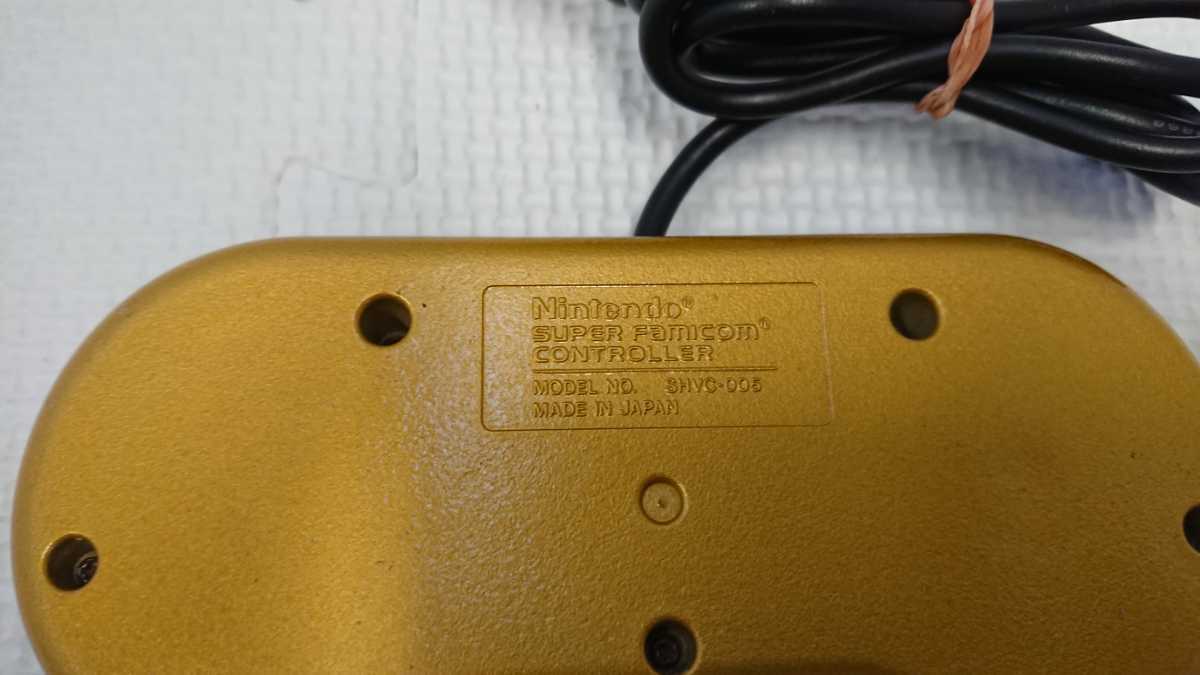 Nintendo®
SUPER FAMICOM®
CONTROLLER
MODEL NO. SHVC-005
MADE IN JAPAN